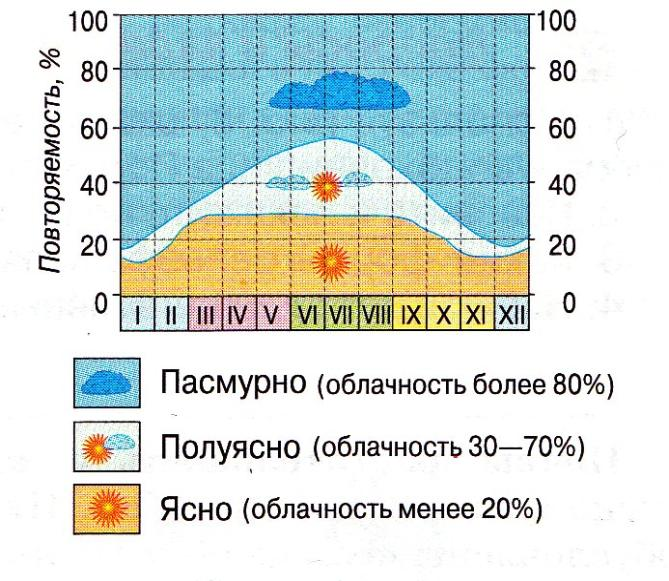 Повторяемость, %
100 100
80 80
60 60
40 40
20 20
0 0
I II III IV V VI VII VIII IX X XI XII
Пасмурно (облачность более 80%)
Полуясно (облачность 30—70%)
Ясно (облачность менее 20%)